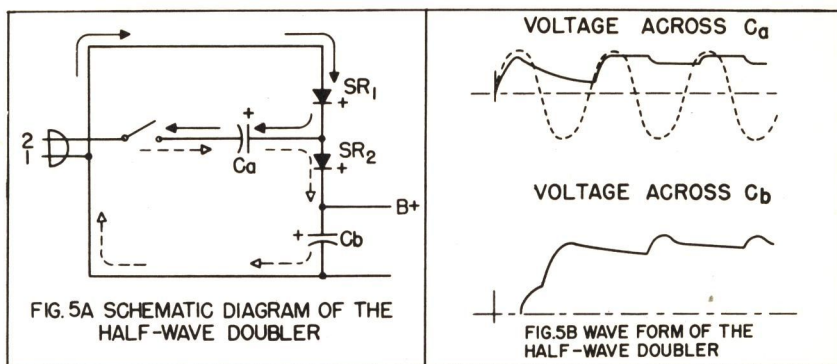 SR1
+
+
2
1
Ca
SR2
+
B+
+
Cb
FIG. 5A SCHEMATIC DIAGRAM OF THE
HALF-WAVE DOUBLER
VOLTAGE ACROSS Ca
VOLTAGE ACROSS Cb
FIG.5B WAVE FORM OF THE
HALF-WAVE DOUBLER